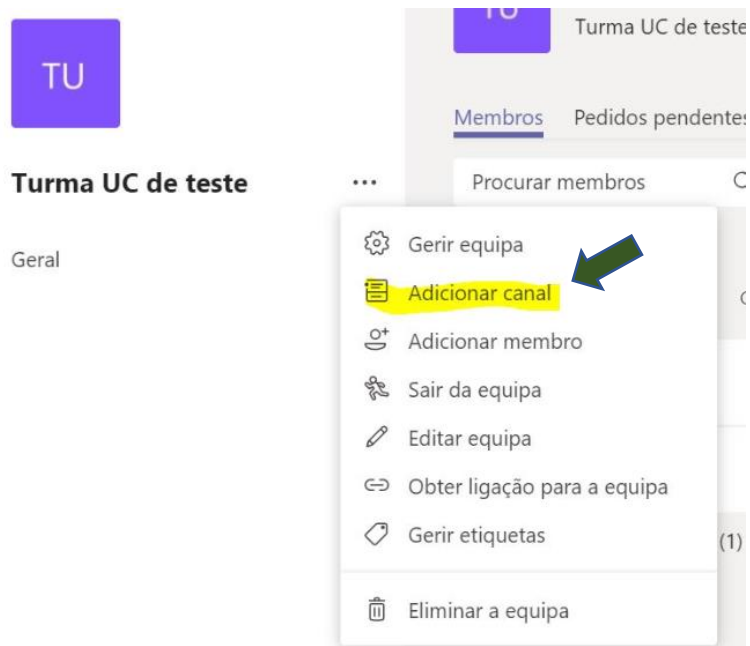 TU
Turma UC de teste
TU
Membros Pedidos pendentes
Turma UC de teste
...
Procurar membros
Geral
Gerir equipa
Adicionar canal
Adicionar membro
Sair da equipa
Editar equipa
Obter ligação para a equipa
Gerir etiquetas
(1)
Eliminar a equipa